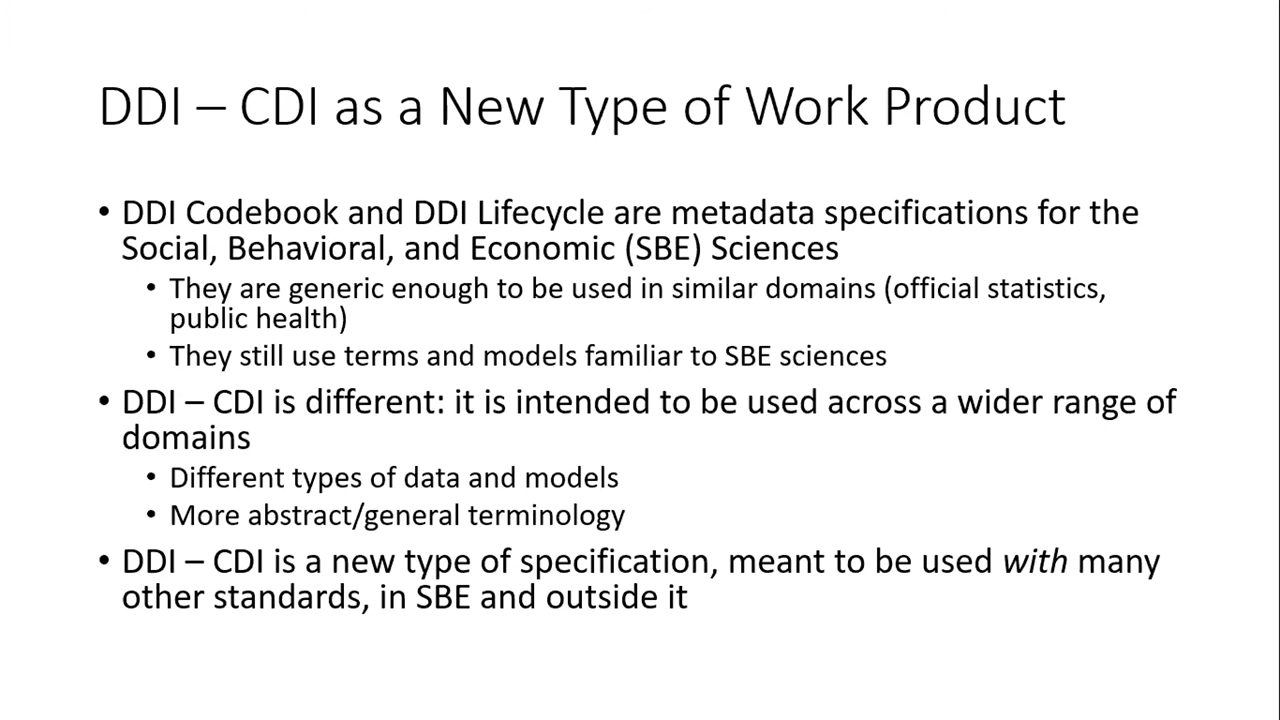 DDI – CDI as a New Type of Work Product
• DDI Codebook and DDI Lifecycle are metadata specifications for the
Social, Behavioral, and Economic (SBE) Sciences
• They are generic enough to be used in similar domains (official statistics,
public health)
• They still use terms and models familiar to SBE sciences
• DDI – CDI is different: it is intended to be used across a wider range of
domains
• Different types of data and models
• More abstract/general terminology
• DDI – CDI is a new type of specification, meant to be used with many
other standards, in SBE and outside it